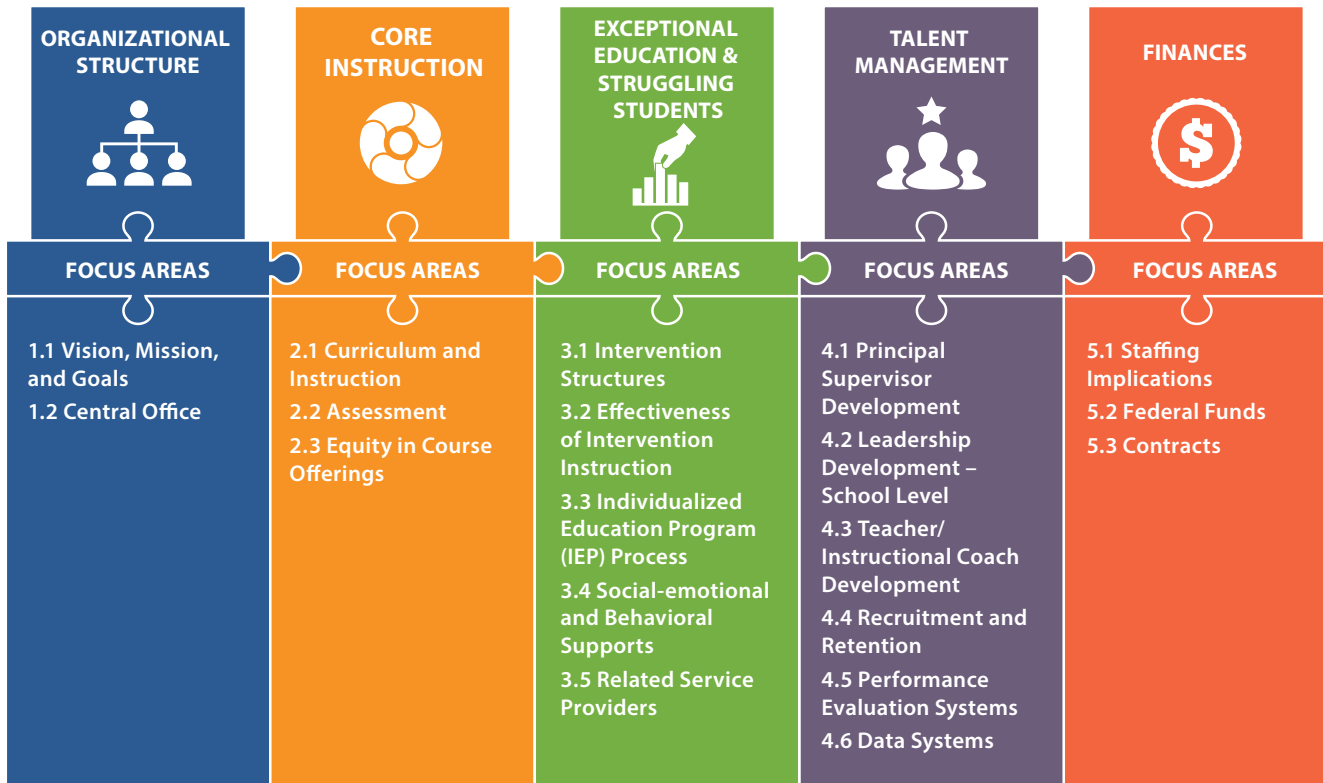 ORGANIZATIONAL
STRUCTURE
CORE
INSTRUCTION
EXCEPTIONAL
EDUCATION &
STRUGGLING
STUDENTS
TALENT
MANAGEMENT
FINANCES
$
FOCUS AREAS
FOCUS AREAS
FOCUS AREAS
FOCUS AREAS
FOCUS AREAS
1.1 Vision, Mission,
and Goals
1.2 Central Office
2.1 Curriculum and
Instruction
2.2 Assessment
2.3 Equity in Course
Offerings
3.1 Intervention
Structures
3.2 Effectiveness
of Intervention
Instruction
3.3 Individualized
Education Program
(IEP) Process
3.4 Social-emotional
and Behavioral
Supports
3.5 Related Service
Providers
4.1 Principal
Supervisor
Development
4.2 Leadership
Development –
School Level
4.3 Teacher/
Instructional Coach
Development
4.4 Recruitment and
Retention
4.5 Performance
Evaluation Systems
4.6 Data Systems
5.1 Staffing
Implications
5.2 Federal Funds
5.3 Contracts